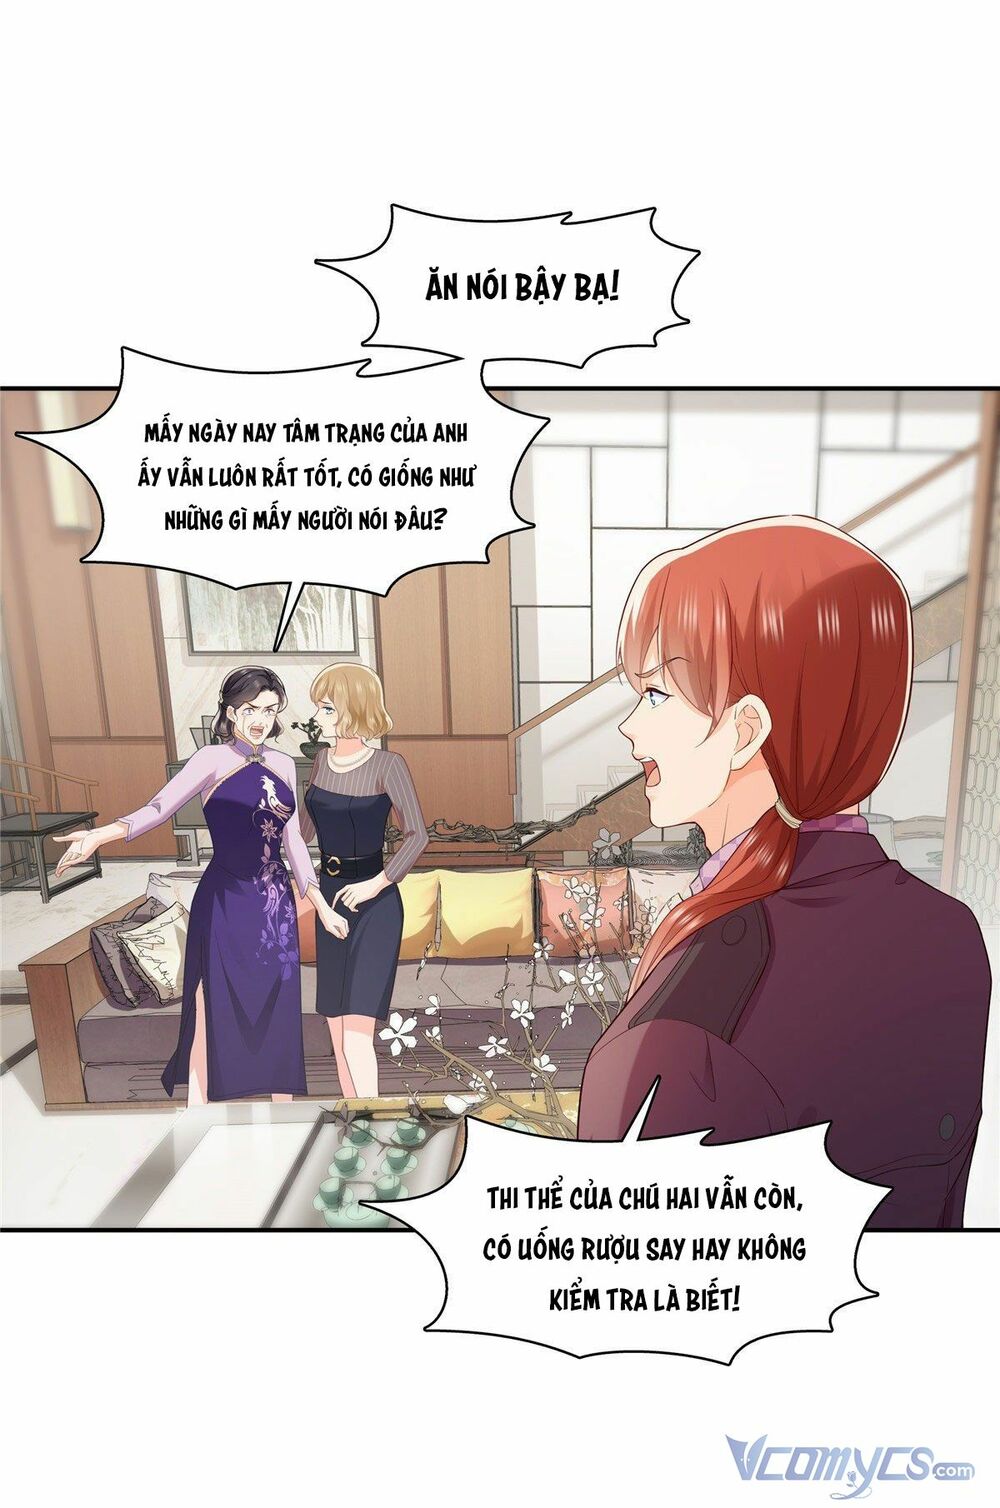 ĂN NÓI BẬY BẠ!
MẤY NGÀY NAY TÂM TRẠNG CỦA ANH
ẤY VẪN LUÔN RẤT TỐT, CÓ GIỐNG NHƯ
NHỮNG GÌ MẤY NGƯỜI NÓI ĐÂU?
THI THỂ CỦA CHÚ HAI VẪN CÒN,
CÓ UỐNG RƯỢU SAY HAY KHÔNG
KIỂM TRA LÀ BIẾT!
VCOMYCS.com